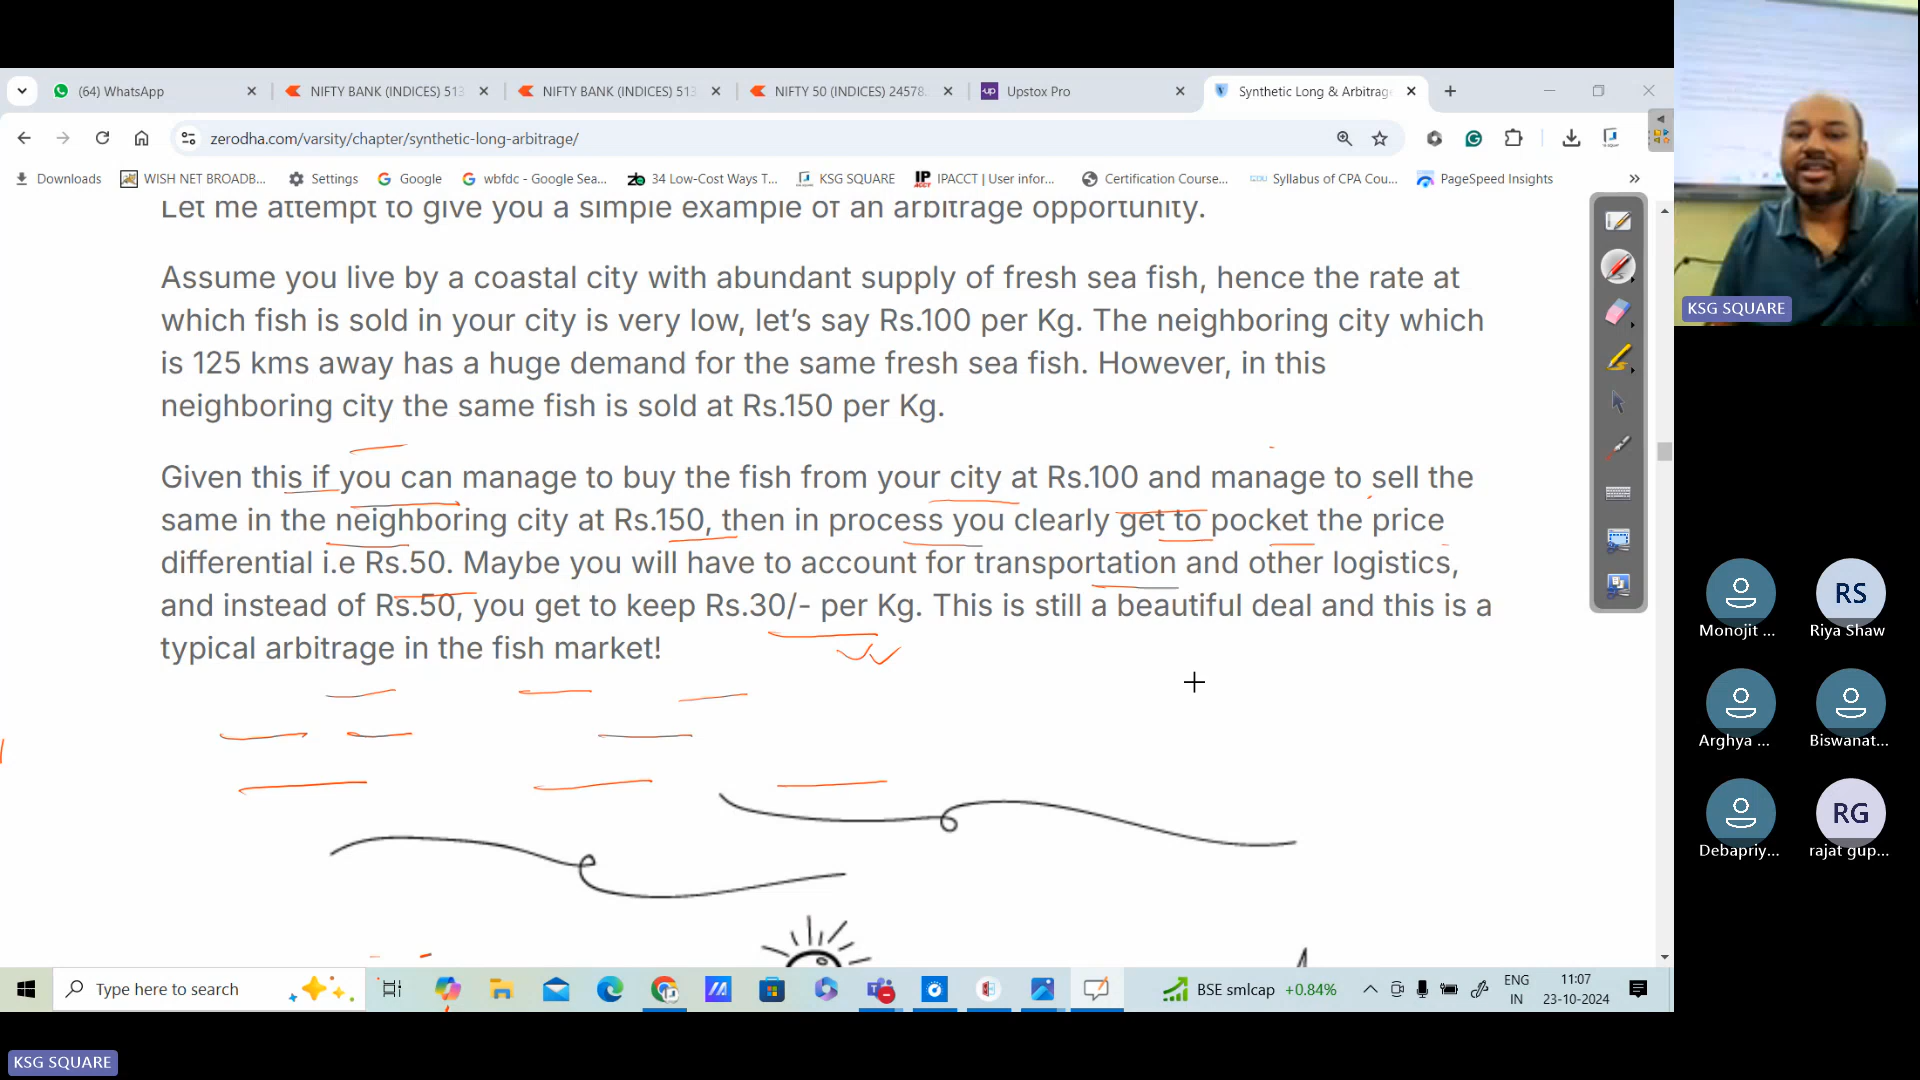 (64) WhatsApp
NIFTY BANK (INDICES) 513
NIFTY BANK (INDICES) 513
NIFTY 50 (INDICES) 24578.
up
Upstox Pro
Synthetic Long & Arbitrag
zerodha.com/varsity/chapter/synthetic-long-arbitrage/
Downloads
WISH NET BROADB...
Settings
Google
wbfdc - Google Sea...
34 Low-Cost Ways T...
KSG SQUARE
IPACCT | User infor...
Certification Course...
Syllabus of CPA Cou...
PageSpeed Insights
Let me attempt to give you a simple example of an arbitrage opportunity.
Assume you live by a coastal city with abundant supply of fresh sea fish, hence the rate at
which fish is sold in your city is very low, let’s say Rs.100 per Kg. The neighboring city which
is 125 kms away has a huge demand for the same fresh sea fish. However, in this
neighboring city the same fish is sold at Rs.150 per Kg.
Given this if you can manage to buy the fish from your city at Rs.100 and manage to sell the
same in the neighboring city at Rs.150, then in process you clearly get to pocket the price
differential i.e Rs.50. Maybe you will have to account for transportation and other logistics,
and instead of Rs.50, you get to keep Rs.30/- per Kg. This is still a beautiful deal and this is a
typical arbitrage in the fish market!
Type here to search
BSE smlcap +0.84%
ENG
IN
11:07
23-10-2024
KSG SQUARE
Monojit ...
RS
Riya Shaw
Arghya ...
Biswanat...
Debapriy...
RG
rajat gup...
KSG SQUARE